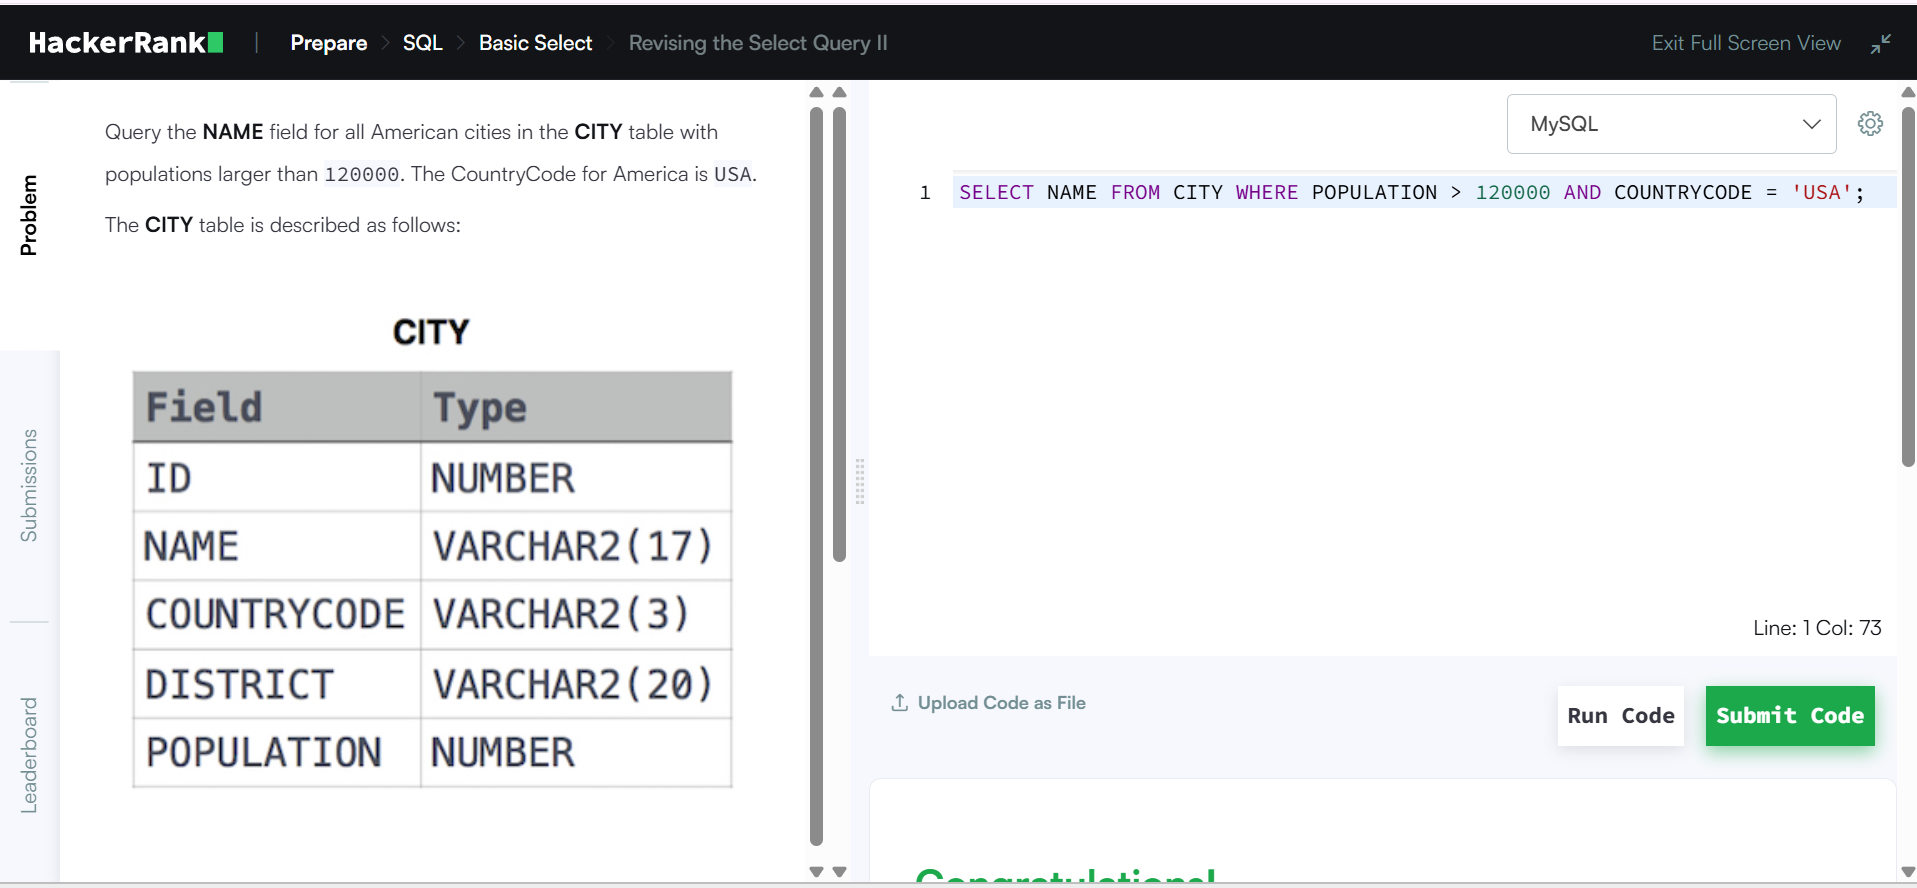 HackerRank | Prepare > SQL > Basic Select > Revising the Select Query II
Exit Full Screen View
Problem
Submissions
Leaderboard
Query the NAME field for all American cities in the CITY table with
populations larger than 120000. The CountryCode for America is USA.
The CITY table is described as follows:
CITY
Field Type
ID NUMBER
NAME VARCHAR2(17)
COUNTRYCODE VARCHAR2(3)
DISTRICT VARCHAR2(20)
POPULATION NUMBER
MySQL
1 SELECT NAME FROM CITY WHERE POPULATION > 120000 AND COUNTRYCODE = 'USA';
Line: 1 Col: 73
Upload Code as File
Run Code
Submit Code
Congratulations!